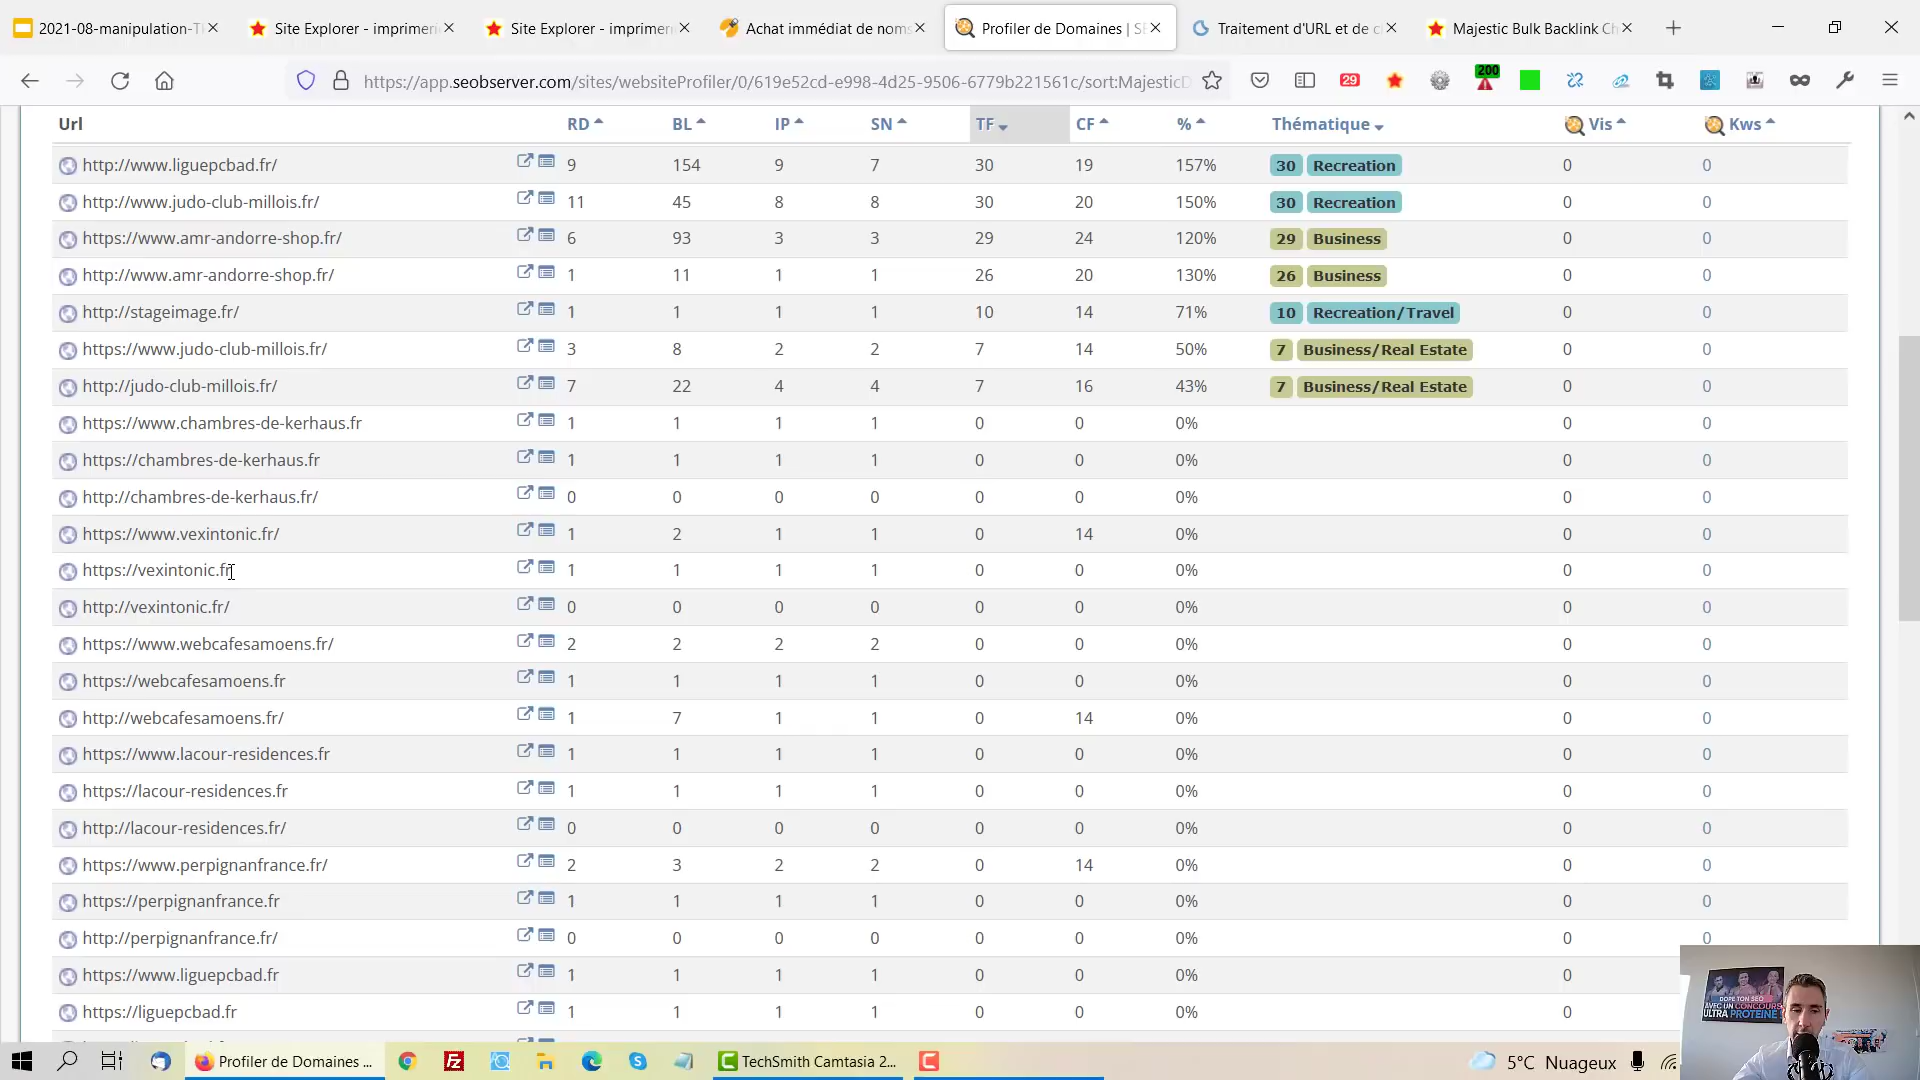 2021-08-manipulation-T
Site Explorer - imprimeri
Site Explorer - imprimer
Achat immédiat de noms
Profiler de Domaines | S
Traitement d'URL et de c
Majestic Bulk Backlink Ch
https://app.seobserver.com/sites/websiteProfiler/0/619e52cd-e998-4d25-9506-6779b221561c/sort:MajesticD
29
200
Url RD BL IP SN TF CF % Thématique Vis Kws
http://www.liguepcbad.fr/ 9 154 9 7 30 19 157% 30 Recreation 0 0
http://www.judo-club-millois.fr/ 11 45 8 8 30 20 150% 30 Recreation 0 0
https://www.amr-andorre-shop.fr/ 6 93 3 3 29 24 120% 29 Business 0 0
http://www.amr-andorre-shop.fr/ 1 11 1 1 26 20 130% 26 Business 0 0
http://stageimage.fr/ 1 1 1 1 10 14 71% 10 Recreation/Travel 0 0
https://www.judo-club-millois.fr/ 3 8 2 2 7 14 50% 7 Business/Real Estate 0 0
http://judo-club-millois.fr/ 7 22 4 4 7 16 43% 7 Business/Real Estate 0 0
https://www.chambres-de-kerhaus.fr 1 1 1 1 0 0 0% 0 0
https://chambres-de-kerhaus.fr 1 1 1 1 0 0 0% 0 0
http://chambres-de-kerhaus.fr/ 0 0 0 0 0 0 0% 0 0
https://www.vexintonic.fr/ 1 2 1 1 0 14 0% 0 0
https://vexintonic.fr 1 1 1 1 0 0 0% 0 0
http://vexintonic.fr/ 0 0 0 0 0 0 0% 0 0
https://www.webcafesamoens.fr/ 2 2 2 2 0 0 0% 0 0
https://webcafesamoens.fr 1 1 1 1 0 0 0% 0 0
http://webcafesamoens.fr/ 1 7 1 1 0 14 0% 0 0
https://www.lacour-residences.fr 1 1 1 1 0 0 0% 0 0
https://lacour-residences.fr 1 1 1 1 0 0 0% 0 0
http://lacour-residences.fr/ 0 0 0 0 0 0 0% 0 0
https://www.perpignanfrance.fr/ 2 3 2 2 0 14 0% 0 0
https://perpignanfrance.fr 1 1 1 1 0 0 0% 0 0
http://perpignanfrance.fr/ 0 0 0 0 0 0 0% 0 0
https://www.liguepcbad.fr 1 1 1 1 0 0 0% 0
https://liguepcbad.fr 1 1 1 1 0 0 0% 0
DOPE TON SEO
AVEC UN CONCOURS
ULTRA PROTÉINÉ
Profiler de Domaines ...
TechSmith Camtasia 2...
5°C Nuageux